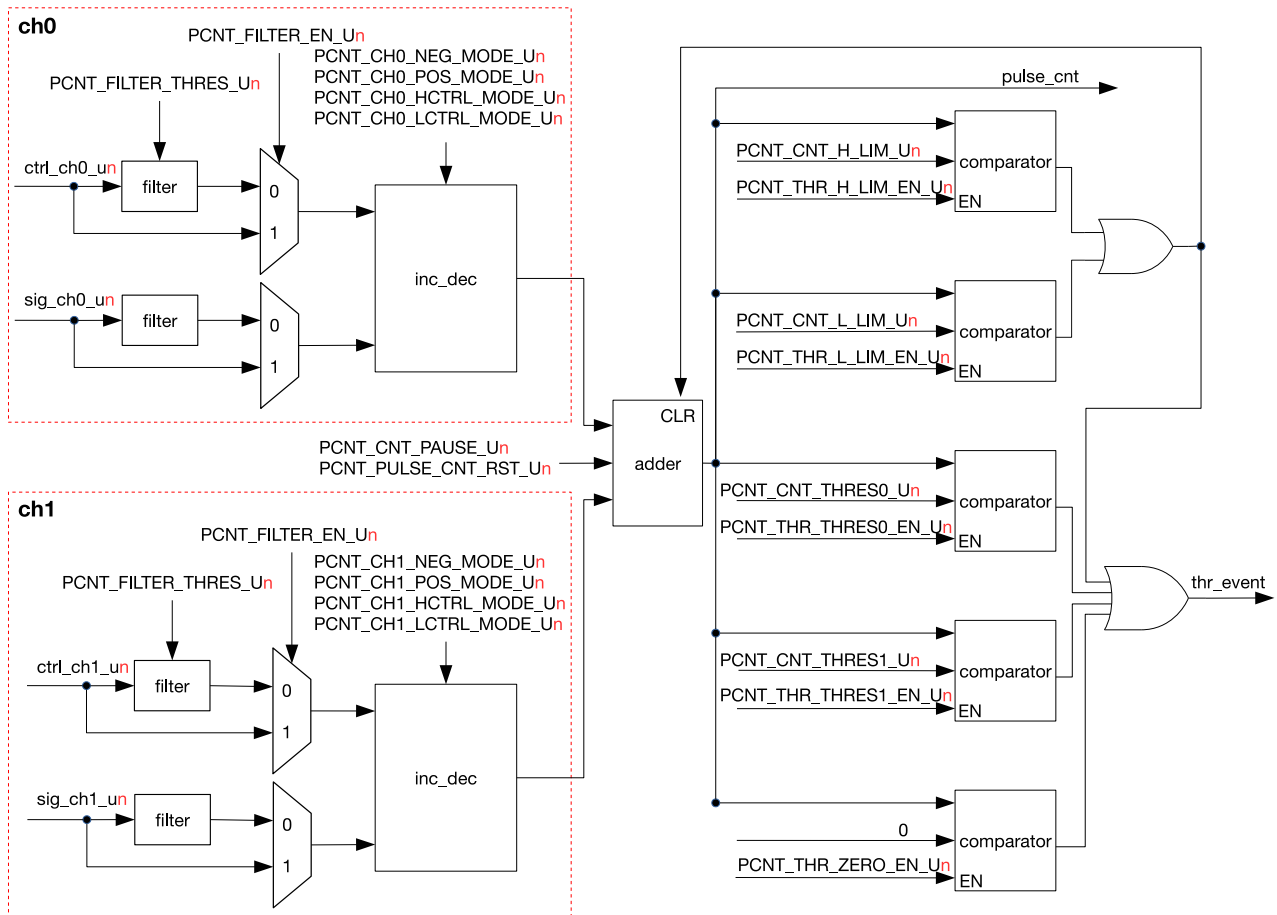 ch0
PCNT_FILTER_EN_Un
PCNT_CH0_NEG_MODE_Un
PCNT_CH0_POS_MODE_Un
PCNT_CH0_HCTRL_MODE_Un
PCNT_CH0_LCTRL_MODE_Un
PCNT_FILTER_THRES_Un
ctrl_ch0_un
filter
0
1
inc_dec
sig_ch0_un
filter
0
1
PCNT_CNT_PAUSE_Un
PCNT_PULSE_CNT_RST_Un
CLR
adder
ch1
PCNT_FILTER_EN_Un
PCNT_CH1_NEG_MODE_Un
PCNT_CH1_POS_MODE_Un
PCNT_CH1_HCTRL_MODE_Un
PCNT_CH1_LCTRL_MODE_Un
PCNT_FILTER_THRES_Un
ctrl_ch1_un
filter
0
1
inc_dec
sig_ch1_un
filter
0
1
pulse_cnt
PCNT_CNT_H_LIM_Un
comparator
PCNT_THR_H_LIM_EN_Un
EN
PCNT_CNT_L_LIM_Un
comparator
PCNT_THR_L_LIM_EN_Un
EN
PCNT_CNT_THRES0_Un
comparator
PCNT_THR_THRES0_EN_Un
EN
thr_event
PCNT_CNT_THRES1_Un
comparator
PCNT_THR_THRES1_EN_Un
EN
0
comparator
PCNT_THR_ZERO_EN_Un
EN